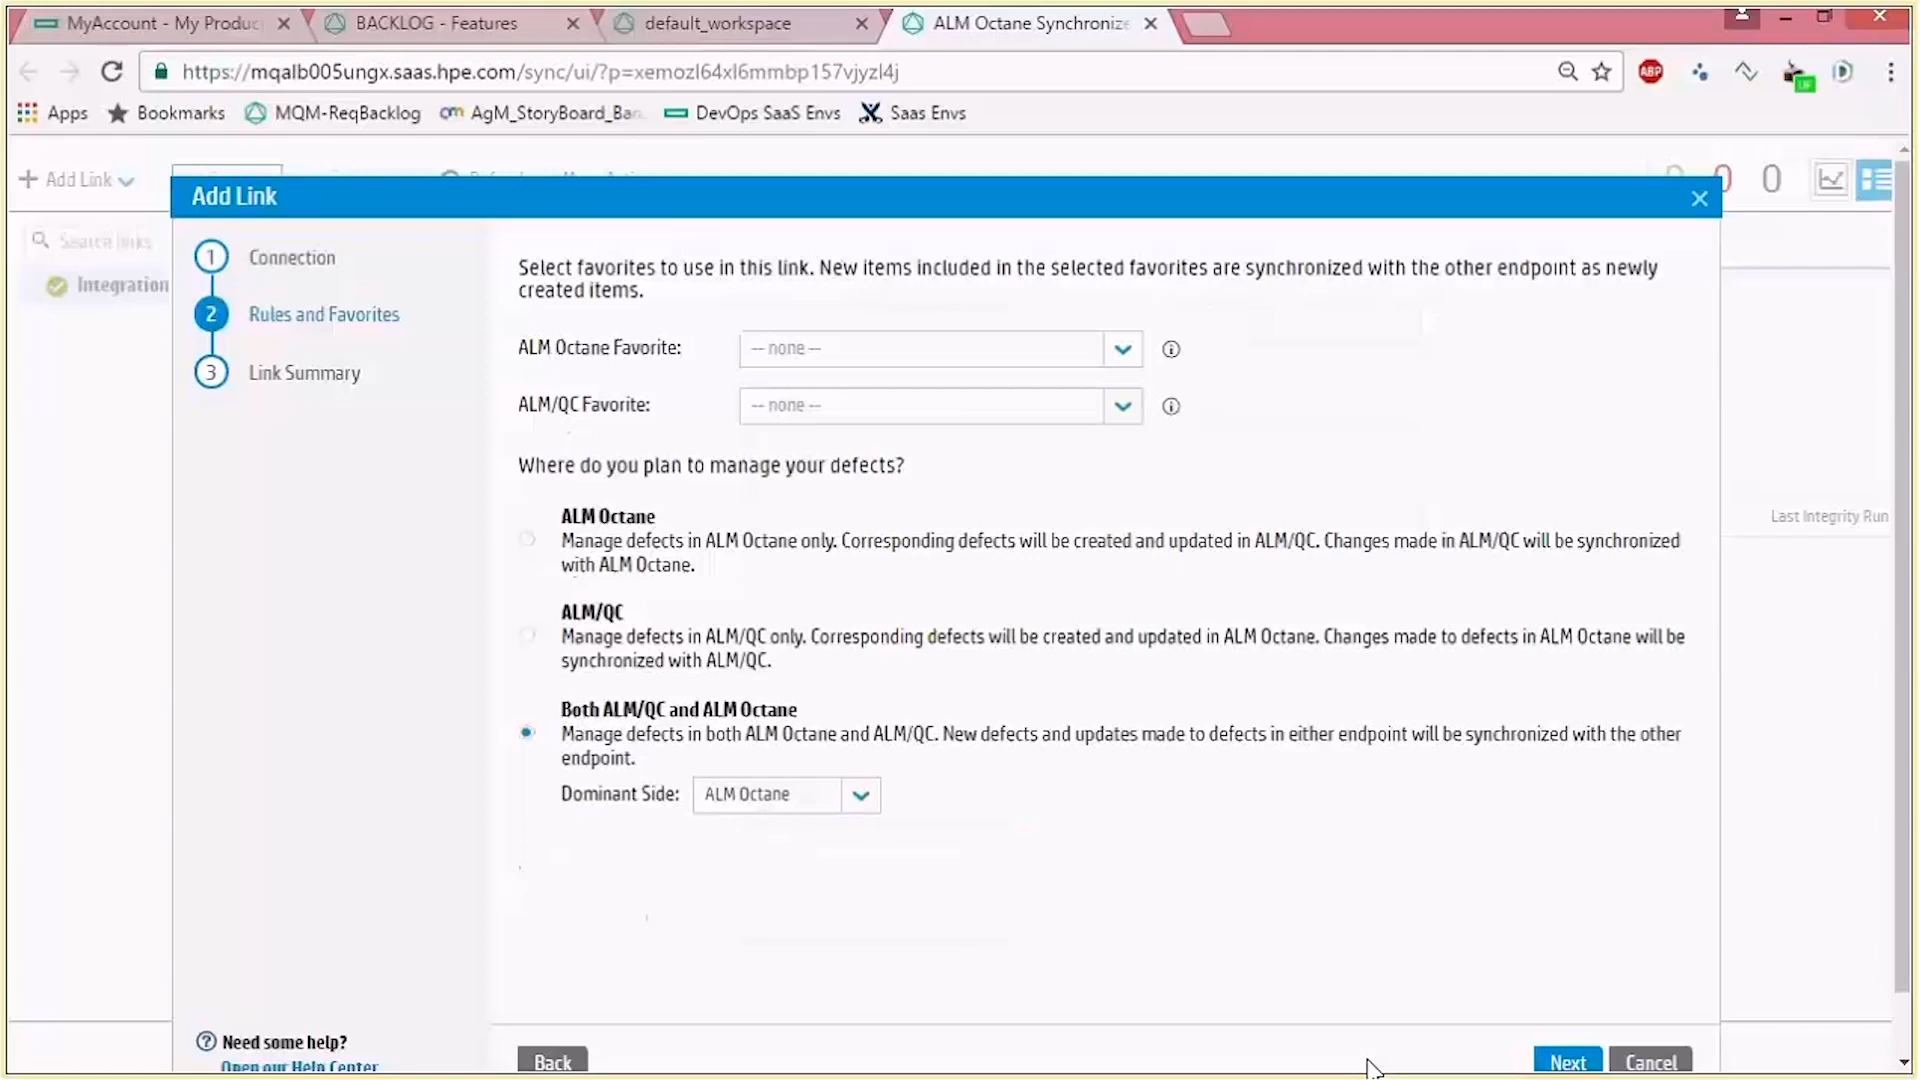 MyAccount - My Produc
BACKLOG - Features
default_workspace
ALM Octane Synchronize
https://mqalb005ungx.saas.hpe.com/sync/ui/?p=xemozl64xl6mmbp157vjyzl4j
ABP
UP
Apps
Bookmarks
MQM-ReqBacklog
AgM_StoryBoard_Ban
DevOps SaaS Envs
Saas Envs
+ Add Link
0
0
Add Link
Search links
Integration
1 Connection
2 Rules and Favorites
3 Link Summary
Select favorites to use in this link. New items included in the selected favorites are synchronized with the other endpoint as newly
created items.
ALM Octane Favorite: -- none --
ALM/QC Favorite: -- none --
Where do you plan to manage your defects?
ALM Octane
Manage defects in ALM Octane only. Corresponding defects will be created and updated in ALM/QC. Changes made in ALM/QC will be synchronized
with ALM Octane.
ALM/QC
Manage defects in ALM/QC only. Corresponding defects will be created and updated in ALM Octane. Changes made to defects in ALM Octane will be
synchronized with ALM/QC.
Both ALM/QC and ALM Octane
Manage defects in both ALM Octane and ALM/QC. New defects and updates made to defects in either endpoint will be synchronized with the other
endpoint.
Dominant Side: ALM Octane
Last Integrity Run
Need some help?
Open our Help Center
Back
Next
Cancel